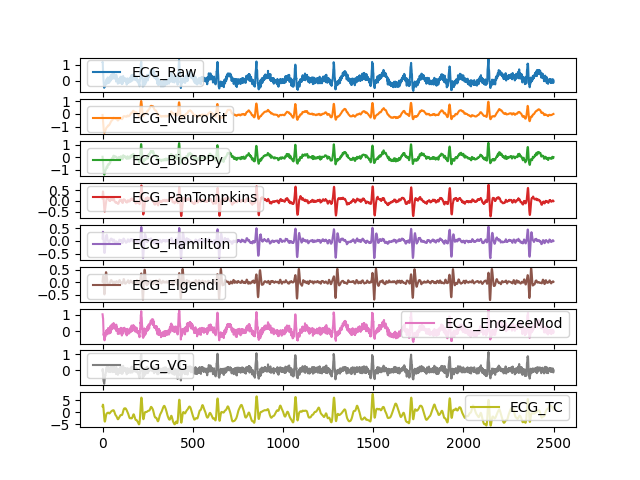 1
0
ECG_Raw
1
0
−1
ECG_NeuroKit
1
0
−1
ECG_BioSPPy
0.5
0.0
−0.5
ECG_PanTompkins
0.5
0.0
−0.5
ECG_Hamilton
0.5
0.0
−0.5
ECG_Elgendi
1
0
ECG_EngZeeMod
1
0
ECG_VG
5
0
−5
ECG_TC
0 500 1000 1500 2000 2500